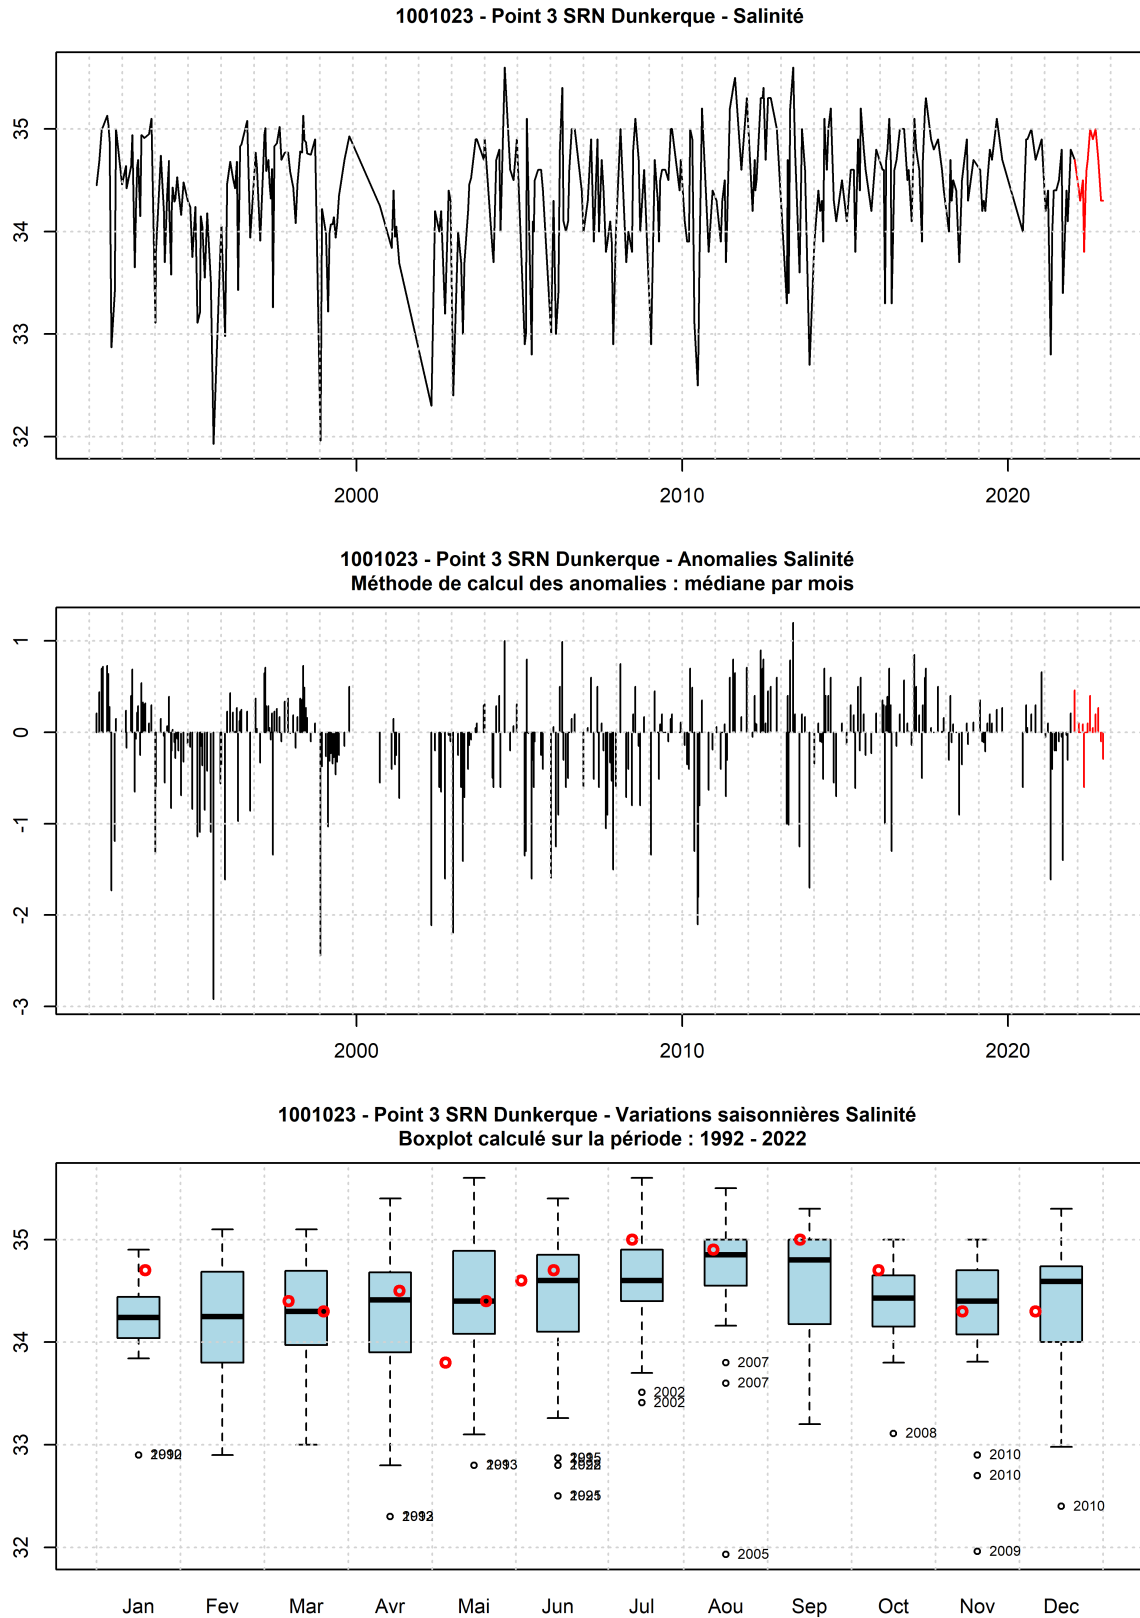 1001023 - Point 3 SRN Dunkerque - Salinité
35
34
33
32
2000 2010 2020
1001023 - Point 3 SRN Dunkerque - Anomalies Salinité
Méthode de calcul des anomalies : médiane par mois
1
0
-1
-2
-3
2000 2010 2020
1001023 - Point 3 SRN Dunkerque - Variations saisonnières Salinité
Boxplot calculé sur la période : 1992 - 2022
35
34
33
32
2007
2007
2002
2002
2008
2010
2010
2010
2005
2009
Jan Fev Mar Avr Mai Jun Jul Aou Sep Oct Nov Dec